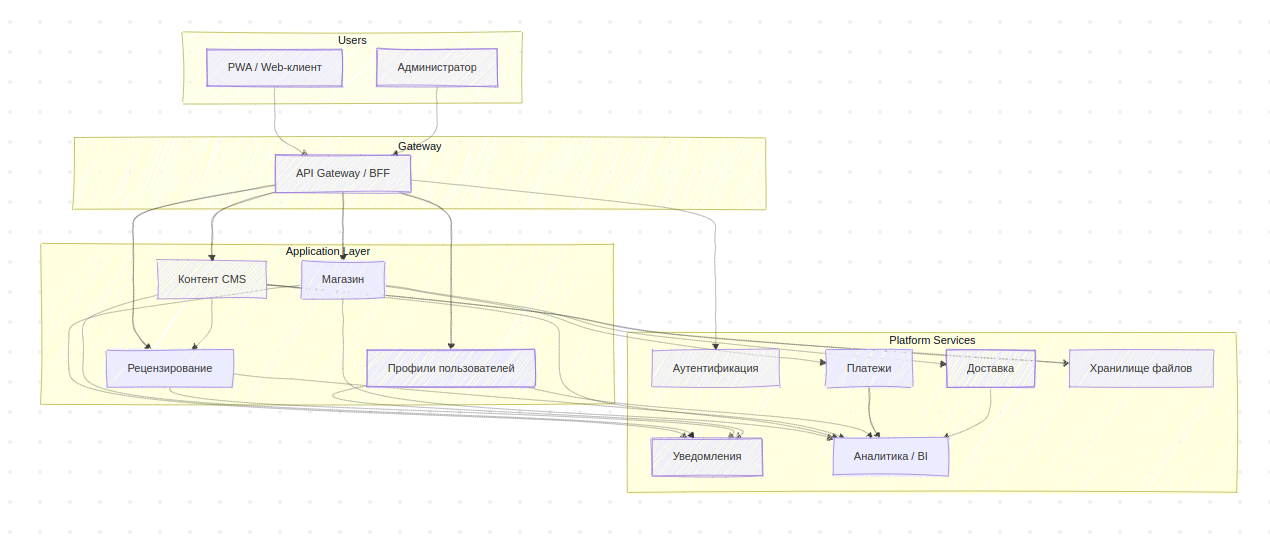 Users
PWA / Web-клиент
Администратор
Gateway
API Gateway / BFF
Application Layer
Контент CMS
Магазин
Рецензирование
Профили пользователей
Platform Services
Аутентификация
Платежи
Доставка
Хранилище файлов
Уведомления
Аналитика / BI